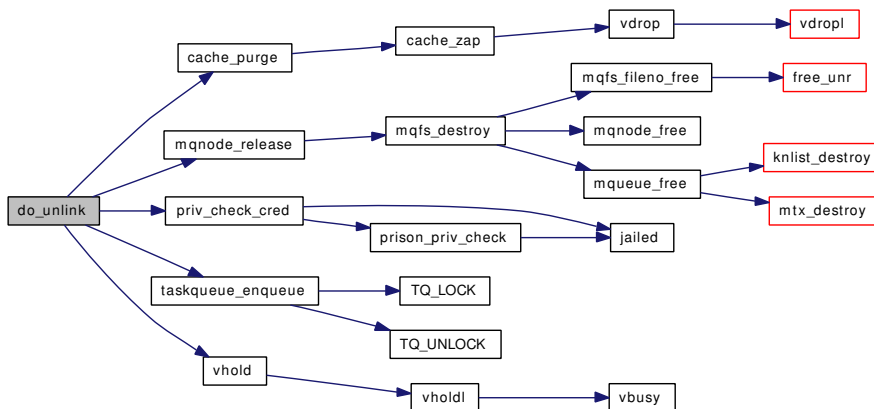 do_unlink
cache_purge
cache_zap
vdrop
vdropl
mqnode_release
mqfs_destroy
mqfs_fileno_free
free_unr
mqnode_free
mqueue_free
knlist_destroy
mtx_destroy
priv_check_cred
prison_priv_check
jailed
taskqueue_enqueue
TQ_LOCK
TQ_UNLOCK
vhold
vholdl
vbusy